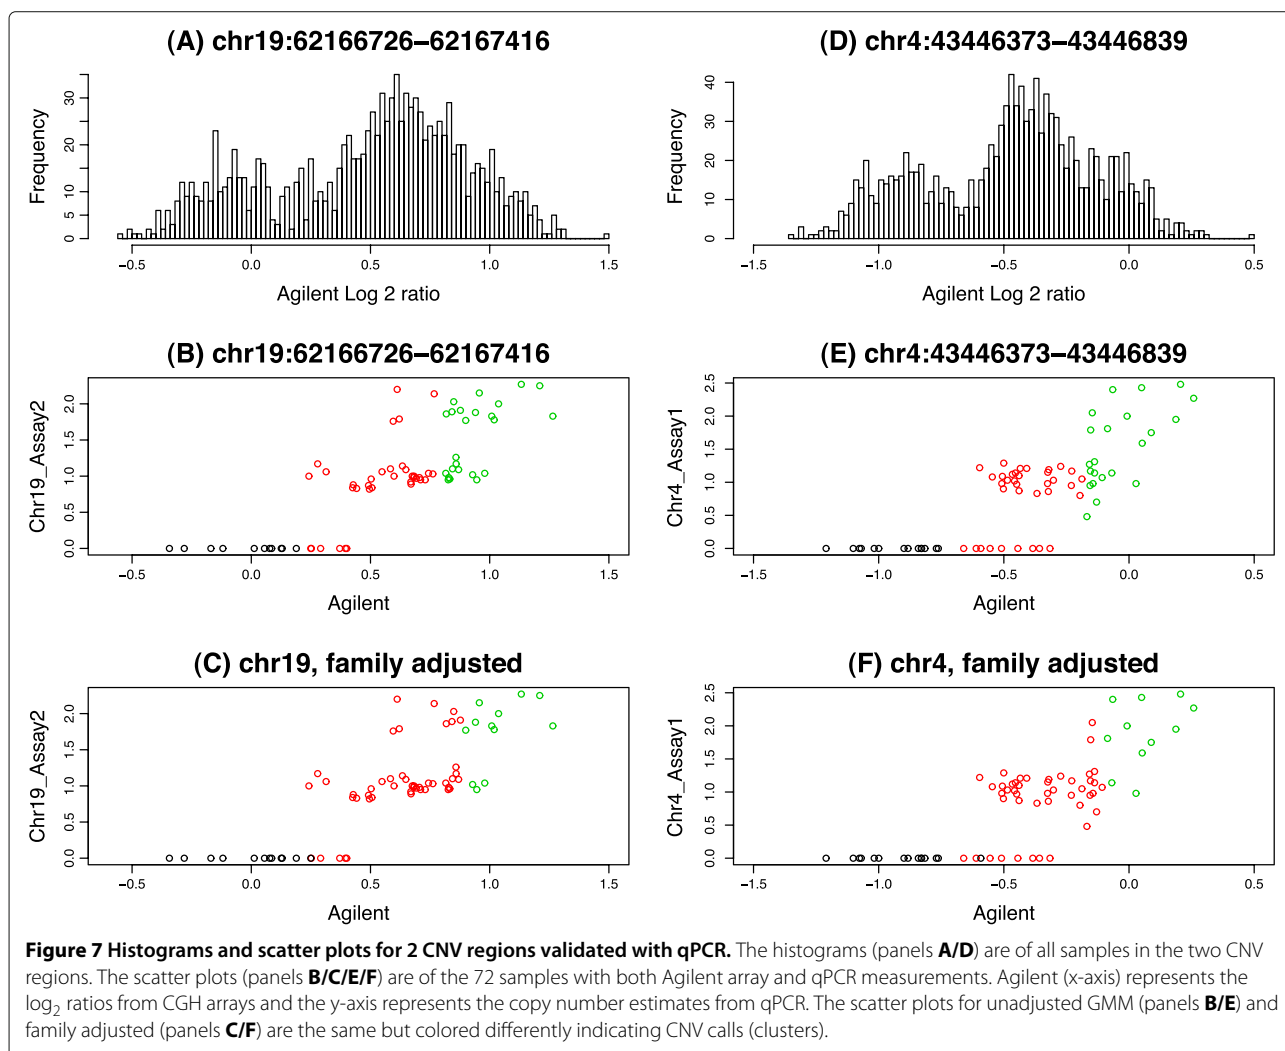 (A) chr19:62166726–62167416
Frequency
0 5 10 20 30
−0.5 0.0 0.5 1.0 1.5
Agilent Log 2 ratio
(D) chr4:43446373–43446839
Frequency
0 10 20 30 40
−1.5 −1.0 −0.5 0.0 0.5
Agilent Log 2 ratio
(B) chr19:62166726–62167416
Chr19_Assay2
0.0 0.5 1.0 1.5 2.0
−0.5 0.0 0.5 1.0 1.5
Agilent
(E) chr4:43446373–43446839
Chr4_Assay1
0.0 0.5 1.0 1.5 2.0 2.5
−1.5 −1.0 −0.5 0.0 0.5
Agilent
(C) chr19, family adjusted
Chr19_Assay2
0.0 0.5 1.0 1.5 2.0
−0.5 0.0 0.5 1.0 1.5
Agilent
(F) chr4, family adjusted
Chr4_Assay1
0.0 0.5 1.0 1.5 2.0 2.5
−1.5 −1.0 −0.5 0.0 0.5
Agilent
Figure 7 Histograms and scatter plots for 2 CNV regions validated with qPCR. The histograms (panels A/D) are of all samples in the two CNV
regions. The scatter plots (panels B/C/E/F) are of the 72 samples with both Agilent array and qPCR measurements. Agilent (x-axis) represents the
log₂ ratios from CGH arrays and the y-axis represents the copy number estimates from qPCR. The scatter plots for unadjusted GMM (panels B/E) and
family adjusted (panels C/F) are the same but colored differently indicating CNV calls (clusters).